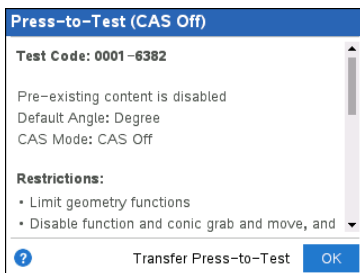 Press-to-Test (CAS Off)
Test Code: 0001-6382
Pre-existing content is disabled
Default Angle: Degree
CAS Mode: CAS Off
Restrictions:
• Limit geometry functions
• Disable function and conic grab and move, and
? Transfer Press-to-Test OK